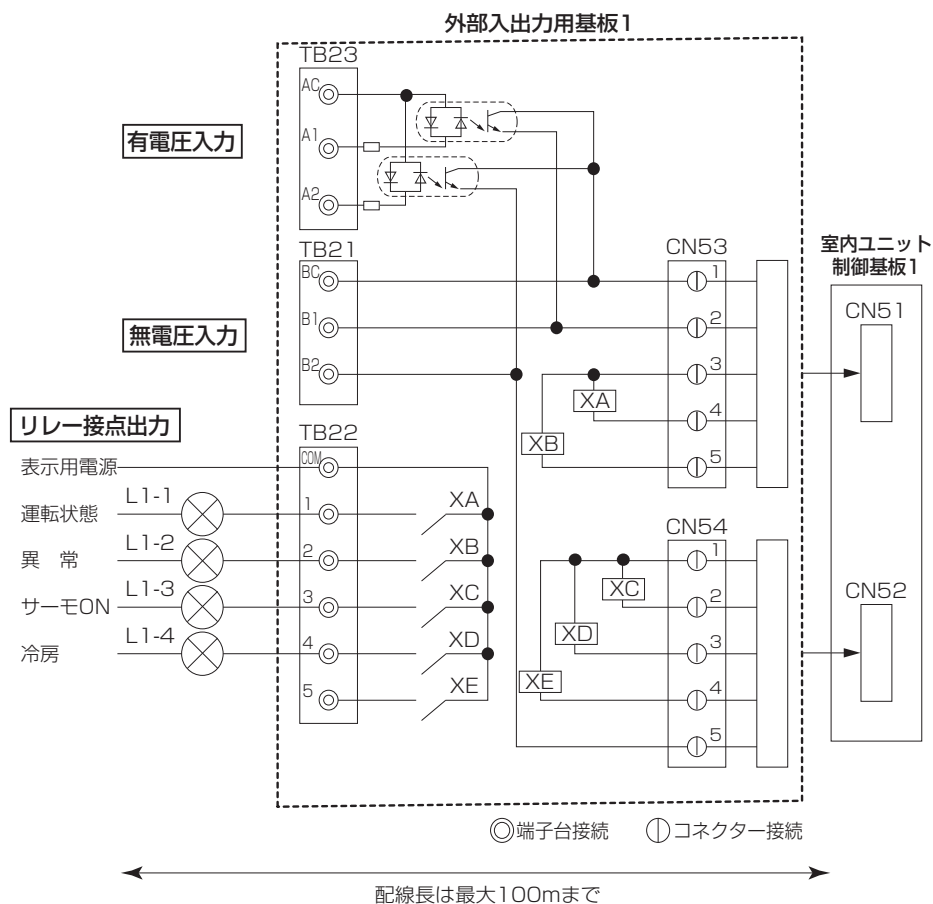 外部入出力用基板1
TB23
AC
A1
A2
有電圧入力
TB21
BC
B1
B2
無電圧入力
CN53
1
2
3
4
5
XA
XB
室内ユニット
制御基板1
CN51
CN52
リレー接点出力
TB22
COM
1
2
3
4
5
表示用電源
運転状態
L1-1
異 常
L1-2
サーモON
L1-3
冷房
L1-4
XA
XB
XC
XD
XE
CN54
1
2
3
4
5
XC
XD
XE
端子台接続
コネクター接続
配線長は最大100mまで